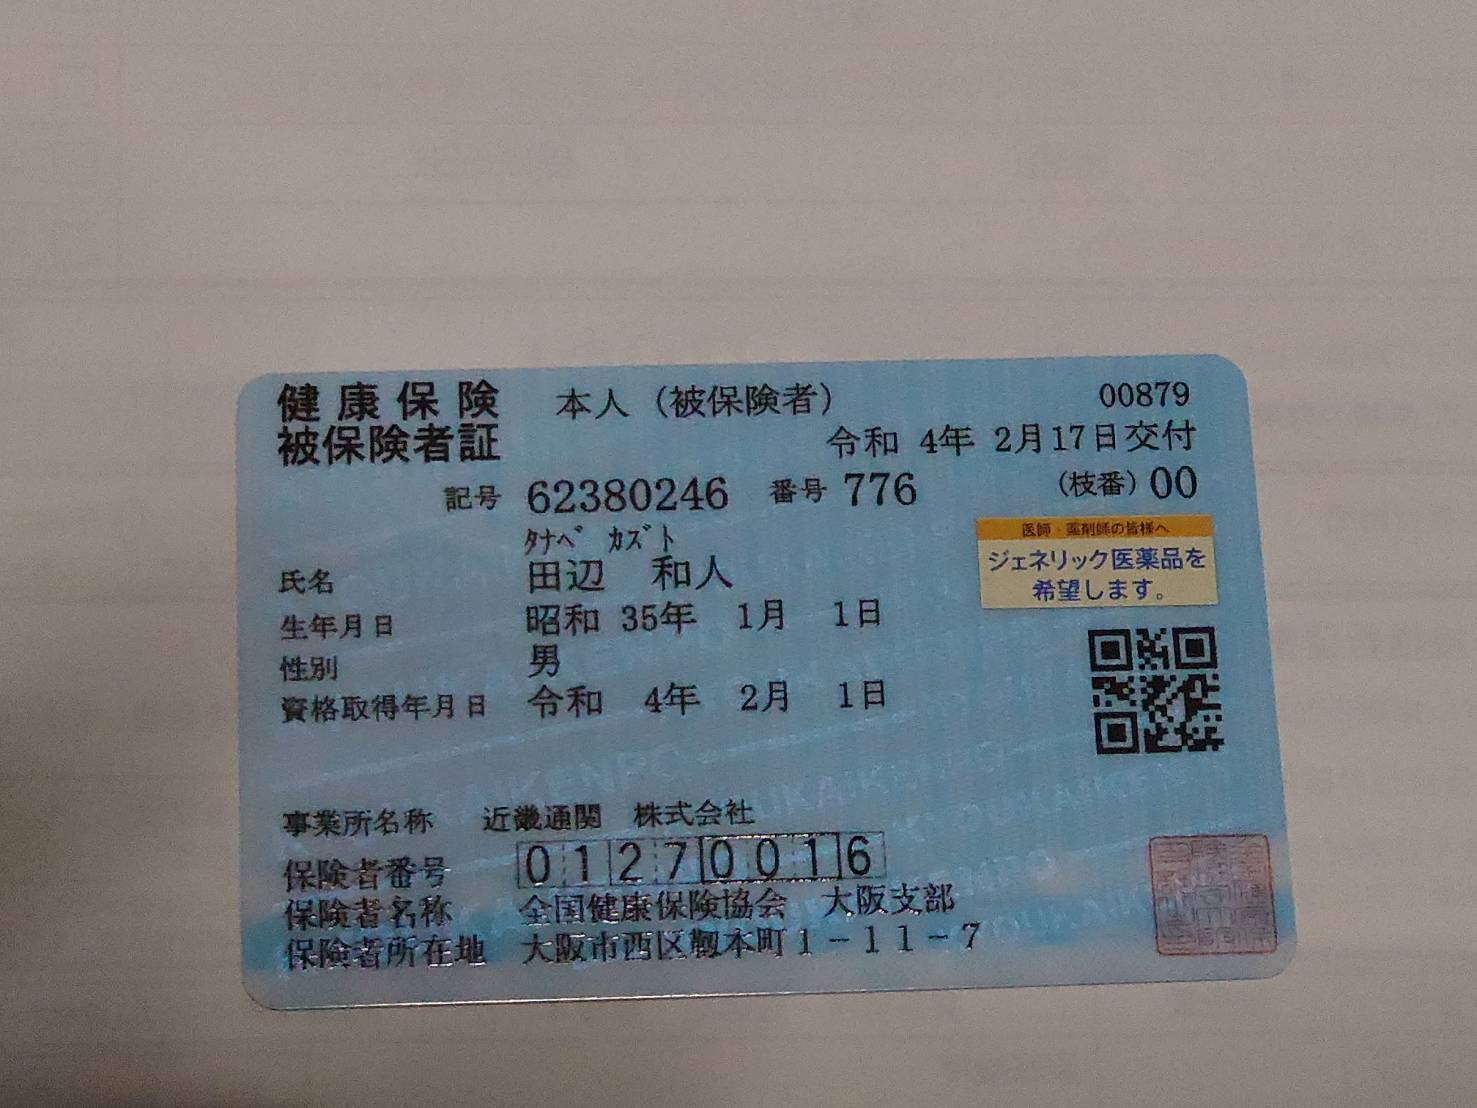 健康保険 本人（被保険者） 00879
被保険者証 令和 4年 2月17日交付
記号 62380246 番号 776 （枝番）00
ﾀﾅﾍﾞ ｶｽﾞﾄ
氏名 田辺 和人
医師・薬剤師の皆様へ
ジェネリック医薬品を
希望します。
生年月日 昭和 35年 1月 1日
性別 男
資格取得年月日 令和 4年 2月 1日
事業所名称 近畿通関 株式会社
保険者番号 01270016
保険者名称 全国健康保険協会 大阪支部
保険者所在地 大阪市西区靱本町1-11-7